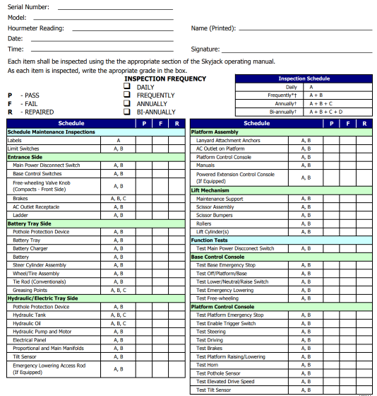 Serial Number:
Model:
Hourmeter Reading:
Name (Printed):
Date:
Time:
Signature:
Each item shall be inspected using the the appropriate section of the Skyjack operating manual.
As each item is inspected, write the appropriate grade in the box.
INSPECTION FREQUENCY
DAILY
P - PASS
FREQUENTLY
F - FAIL
ANNUALLY
R - REPAIRED
BI-ANNUALLY
Inspection Schedule
Daily A
Frequently*† A + B
Annually† A + B + C
Bi-annually† A + B + C + D
Schedule P F R
Schedule Maintenance Inspections
Labels A
Limit Switches A, B
Entrance Side
Main Power Disconnect Switch A, B
Base Control Switches A, B
Free-wheeling Valve Knob
(Compacts - Front Side) A, B
Brakes A, B, C
AC Outlet Receptacle A, B
Ladder A, B
Battery Tray Side
Pothole Protection Device A, B
Battery Tray A, B
Battery Charger A, B
Battery A, B
Steer Cylinder Assembly A, B
Wheel/Tire Assembly A, B
Tie Rod (Conventionals) A, B
Greasing Points A, B, C
Hydraulic/Electric Tray Side
Pothole Protection Device A, B
Hydraulic Tank A, B, C
Hydraulic Oil A, B, C
Hydraulic Pump and Motor A, B
Electrical Panel A, B
Proportional and Main Manifolds A, B
Tilt Sensor A, B
Emergency Lowering Access Rod
(If Equipped) A, B
Schedule P F R
Platform Assembly
Lanyard Attachment Anchors A, B
AC Outlet on Platform A, B
Platform Control Console A, B
Manuals A, B
Powered Extension Control Console
(If Equipped) A, B
Lift Mechanism
Maintenance Support A, B
Scissor Assembly A, B
Scissor Bumpers A, B
Rollers A, B
Lift Cylinder(s) A, B
Function Tests
Test Main Power Disconnect Switch A, B
Base Control Console
Test Base Emergency Stop A, B
Test Off/Platform/Base A, B
Test Lower/Neutral/Raise Switch A, B
Test Emergency Lowering A, B
Test Free-wheeling A, B
Platform Control Console
Test Platform Emergency Stop A, B
Test Enable Trigger Switch A, B
Test Steering A, B
Test Driving A, B
Test Brakes A, B
Test Platform Raising/Lowering A, B
Test Horn A, B
Test Pothole Sensor A, B
Test Elevated Drive Speed A, B
Test Tilt Sensor A, B